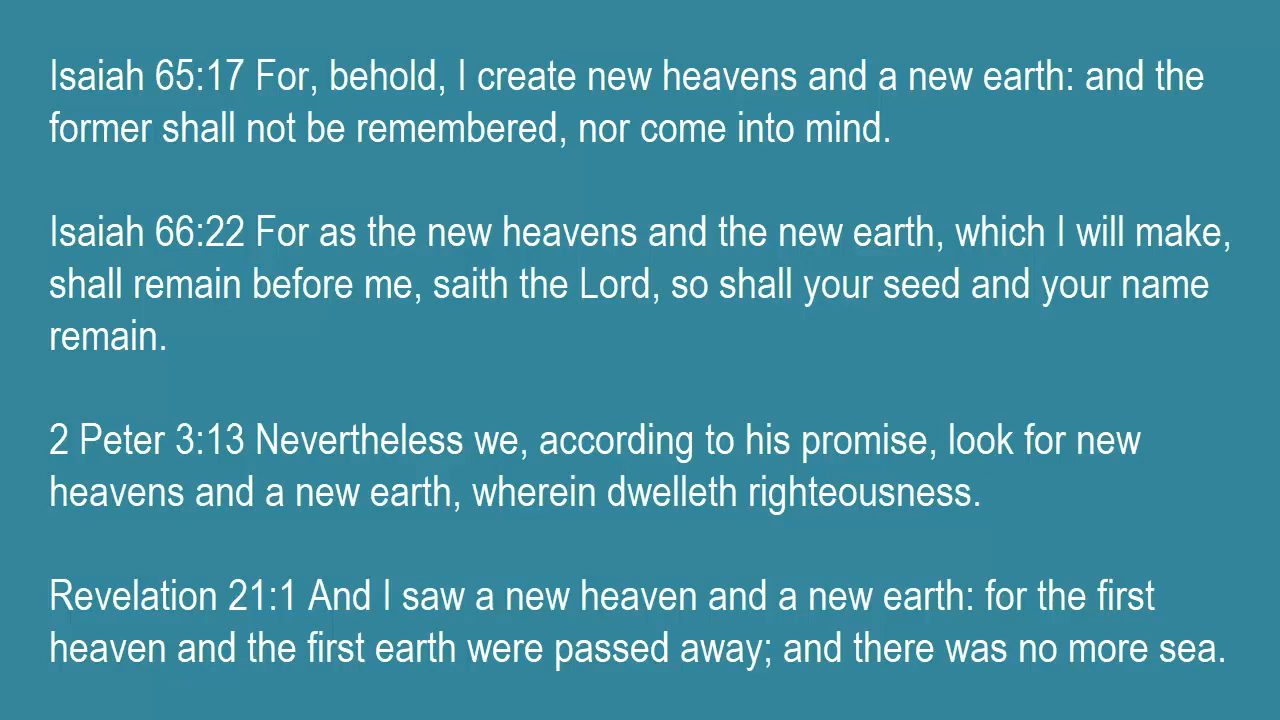 Isaiah 65:17 For, behold, I create new heavens and a new earth: and the
former shall not be remembered, nor come into mind.
Isaiah 66:22 For as the new heavens and the new earth, which I will make,
shall remain before me, saith the Lord, so shall your seed and your name
remain.
2 Peter 3:13 Nevertheless we, according to his promise, look for new
heavens and a new earth, wherein dwelleth righteousness.
Revelation 21:1 And I saw a new heaven and a new earth: for the first
heaven and the first earth were passed away; and there was no more sea.